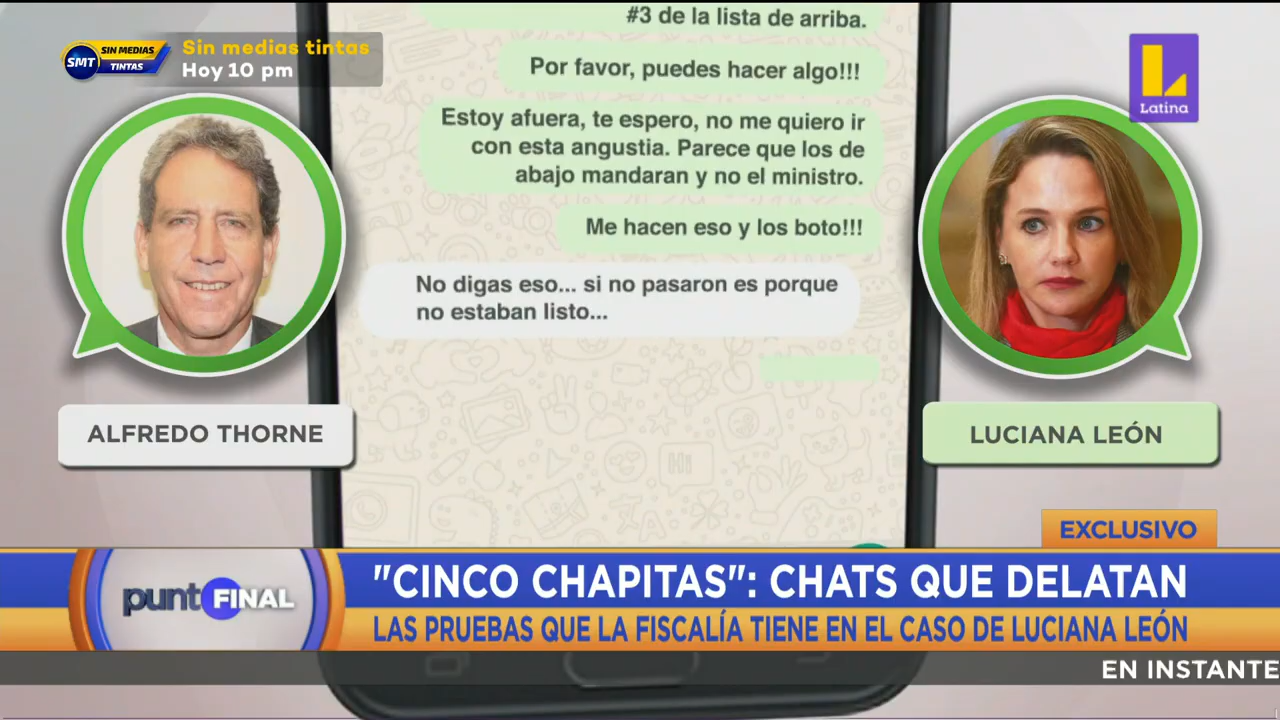 SMT
SIN MEDIAS
TINTAS
Sin medias tintas
Hoy 10 pm
Latina
#3 de la lista de arriba.
Por favor, puedes hacer algo!!!
Estoy afuera, te espero, no me quiero ir
con esta angustia. Parece que los de
abajo mandaran y no el ministro.
Me hacen eso y los boto!!!
No digas eso... si no pasaron es porque
no estaban listo...
Hi
ALFREDO THORNE
LUCIANA LEÓN
EXCLUSIVO
punto FINAL
"CINCO CHAPITAS": CHATS QUE DELATAN
LAS PRUEBAS QUE LA FISCALÍA TIENE EN EL CASO DE LUCIANA LEÓN
EN INSTANTE